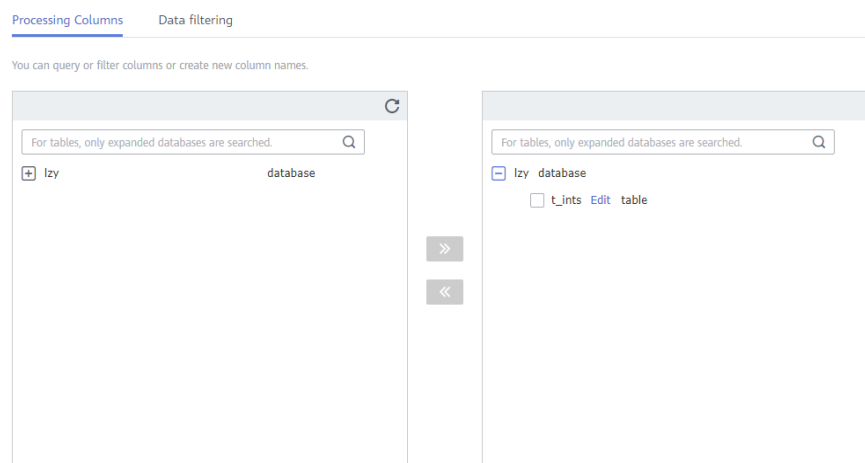 Processing Columns Data filtering
You can query or filter columns or create new column names.
For tables, only expanded databases are searched.
lzy database
For tables, only expanded databases are searched.
lzy database
t_ints Edit table